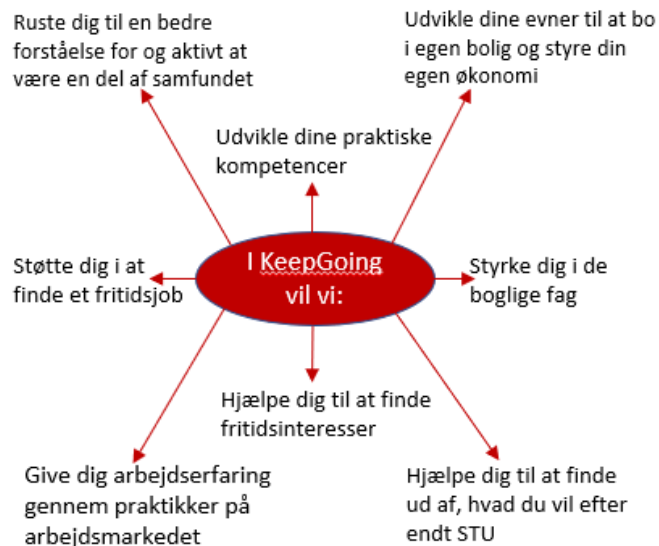 Ruste dig til en bedre
forståelse for og aktivt at
være en del af samfundet
Udvikle dine evner til at bo
i egen bolig og styre din
egen økonomi
Udvikle dine praktiske
kompetencer
Støtte dig i at
finde et fritidsjob
I KeepGoing
vil vi:
Styrke dig i de
boglige fag
Hjælpe dig til at finde
fritidsinteresser
Give dig arbejdserfaring
gennem praktikker på
arbejdsmarkedet
Hjælpe dig til at finde
ud af, hvad du vil efter
endt STU